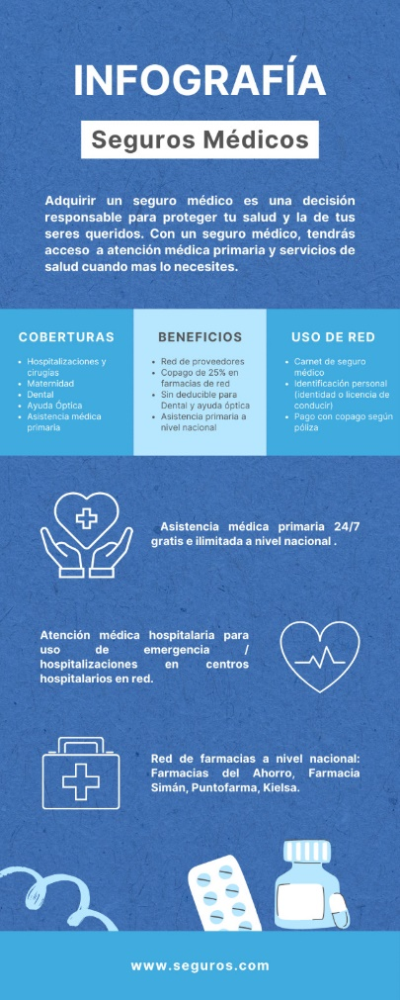 INFOGRAFÍA
Seguros Médicos
Adquirir un seguro médico es una decisión
responsable para proteger tu salud y la de tus
seres queridos. Con un seguro médico, tendrás
acceso a atención médica primaria y servicios de
salud cuando mas lo necesites.
COBERTURAS
• Hospitalizaciones y
cirugías
• Maternidad
• Dental
• Ayuda Óptica
• Asistencia médica
primaria
BENEFICIOS
• Red de proveedores
• Copago de 25% en
farmacias de red
• Sin deducible para
Dental y ayuda óptica
• Asistencia primaria a
nivel nacional
USO DE RED
• Carnet de seguro
médico
• Identificación personal
(identidad o licencia de
conducir)
• Pago con copago según
póliza
Asistencia médica primaria 24/7
gratis e ilimitada a nivel nacional .
Atención médica hospitalaria para
uso de emergencia /
hospitalizaciones en centros
hospitalarios en red.
Red de farmacias a nivel nacional:
Farmacias del Ahorro, Farmacia
Simán, Puntofarma, Kielsa.
www.seguros.com